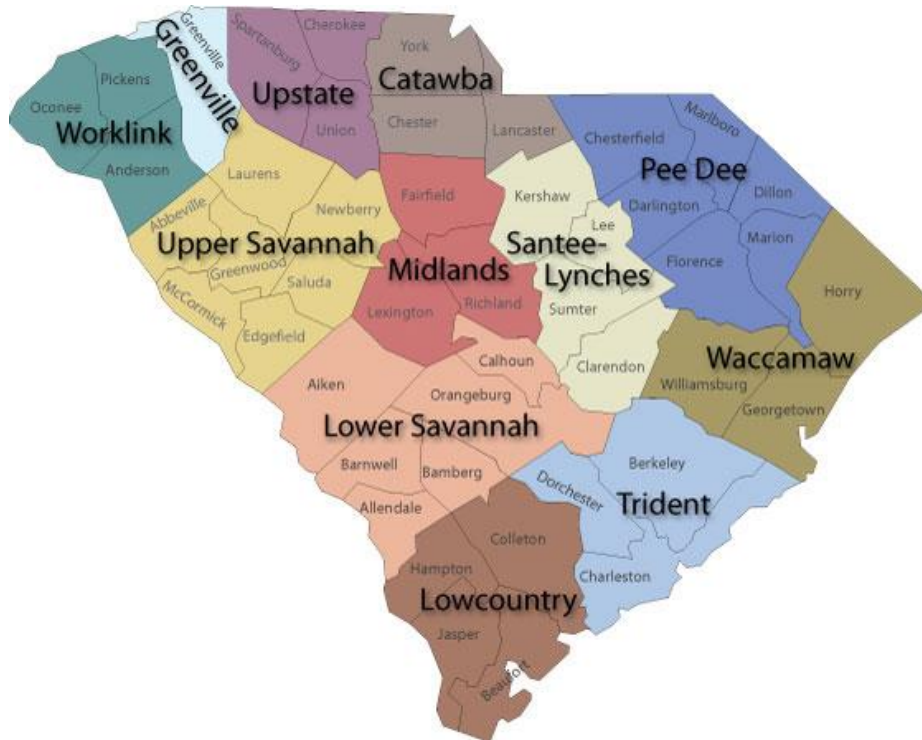 Greenville
Spartanburg
Cherokee
York
Greenville
Catawba
Pickens
Upstate
Oconee
Worklink
Union
Chester
Lancaster
Chesterfield
Marlboro
Anderson
Laurens
Fairfield
Kershaw
Pee Dee
Dillon
Abbeville
Newberry
Lee
Darlington
Marion
Upper Savannah
Santee-
Lynches
Greenwood
Midlands
Florence
McCormick
Saluda
Lexington
Richland
Sumter
Horry
Edgefield
Calhoun
Clarendon
Waccamaw
Aiken
Orangeburg
Williamsburg
Georgetown
Lower Savannah
Barnwell
Bamberg
Berkeley
Dorchester
Trident
Allendale
Colleton
Hampton
Charleston
Lowcountry
Jasper
Beaufort